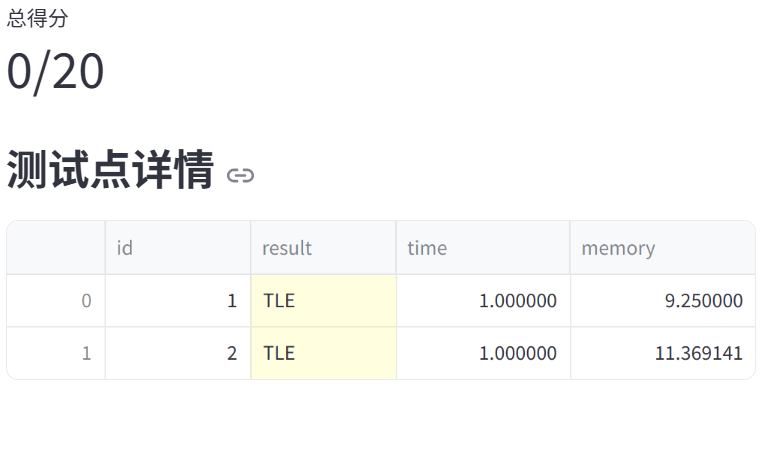 总得分
0/20
测试点详情
id result time memory
0 1 TLE 1.000000 9.250000
1 2 TLE 1.000000 11.369141